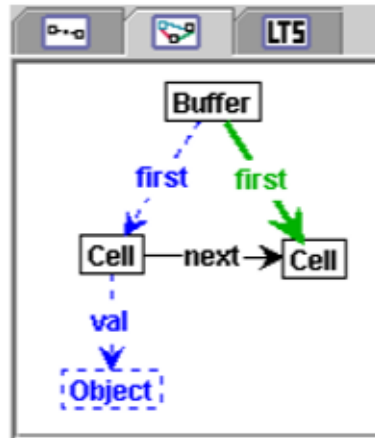 LTS
Buffer
first first
Cell next Cell
val
Object